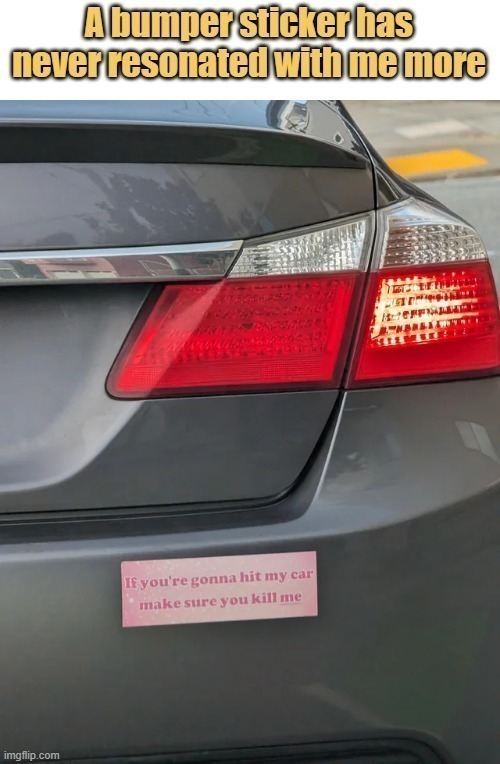 A bumper sticker has
never resonated with me more
If you're gonna hit my car
make sure you kill me
imgflip.com